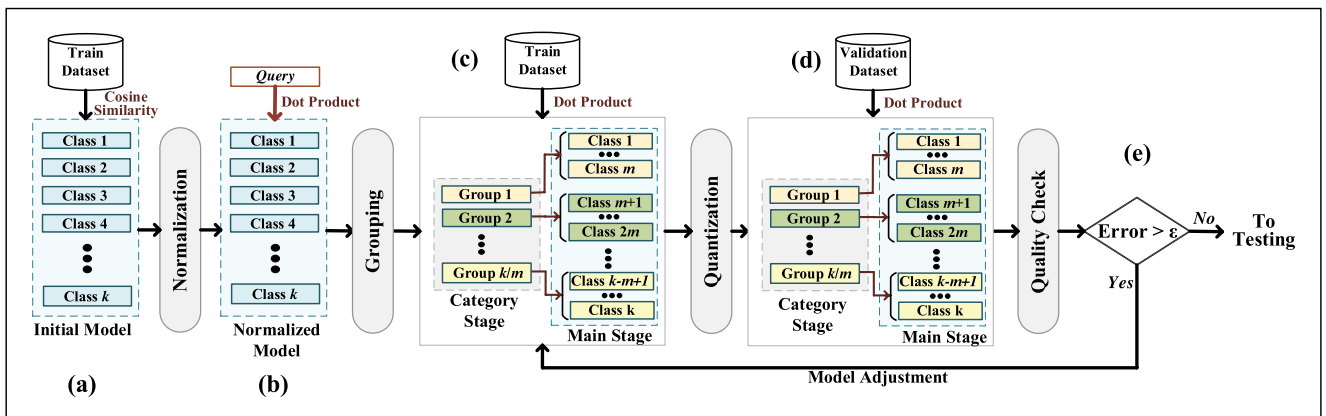 Train
Dataset
Cosine
Similarity
Class 1
Class 2
Class 3
Class 4
Class k
Initial Model
(a)
Normalization
Query
Dot Product
Class 1
Class 2
Class 3
Class 4
Class k
Normalized
Model
(b)
Grouping
(c)
Train
Dataset
Dot Product
Group 1
Group 2
Group k/m
Category
Stage
Class 1
Class m
Class m+1
Class 2m
Class k-m+1
Class k
Main Stage
Quantization
(d)
Validation
Dataset
Dot Product
Group 1
Group 2
Group k/m
Category
Stage
Class 1
Class m
Class m+1
Class 2m
Class k-m+1
Class k
Main Stage
Quality Check
(e)
Error > ε
No
Yes
To
Testing
Model Adjustment